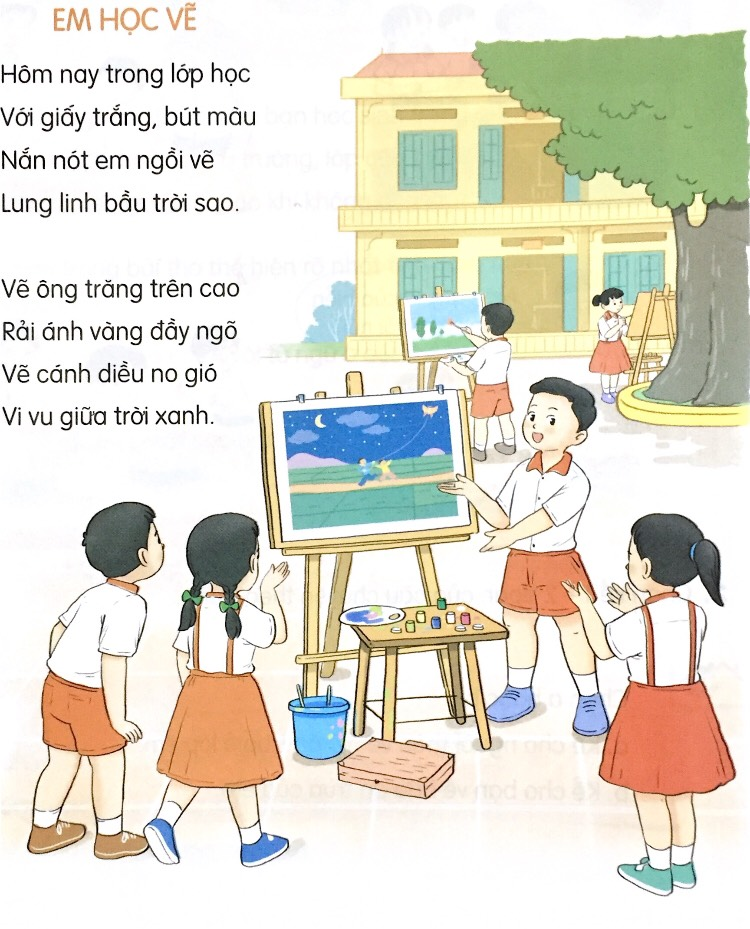 EM HỌC VẼ
Hôm nay trong lớp học
Với giấy trắng, bút màu
Nắn nót em ngồi vẽ
Lung linh bầu trời sao.
Vẽ ông trăng trên cao
Rải ánh vàng đầy ngõ
Vẽ cánh diều no gió
Vi vu giữa trời xanh.